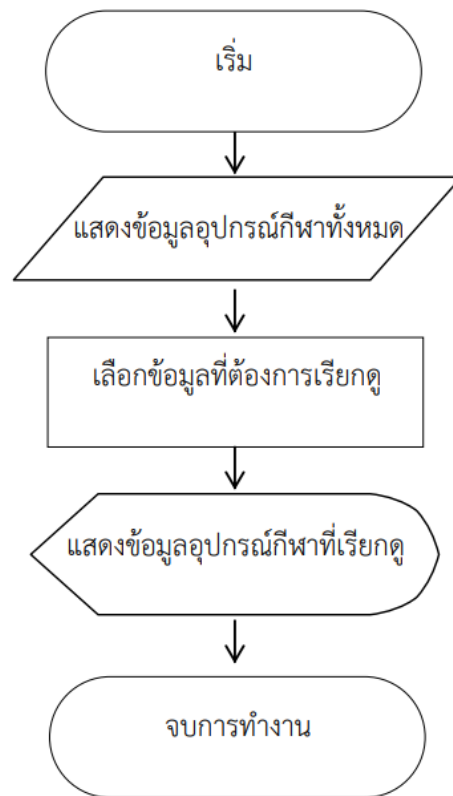 เริ่ม
แสดงข้อมูลอุปกรณ์กีฬาทั้งหมด
เลือกข้อมูลที่ต้องการเรียกดู
แสดงข้อมูลอุปกรณ์กีฬาที่เรียกดู
จบการทำงาน